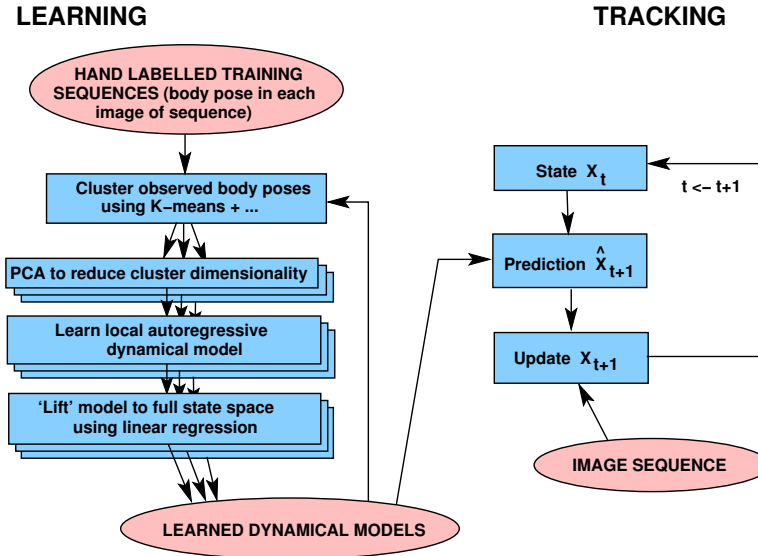 LEARNING
HAND LABELLED TRAINING
SEQUENCES (body pose in each
image of sequence)
Cluster observed body poses
using K−means + ...
PCA to reduce cluster dimensionality
Learn local autoregressive
dynamical model
‘Lift’ model to full state space
using linear regression
LEARNED DYNAMICAL MODELS
TRACKING
State X_t
t <− t+1
Prediction X̂_{t+1}
Update X_{t+1}
IMAGE SEQUENCE